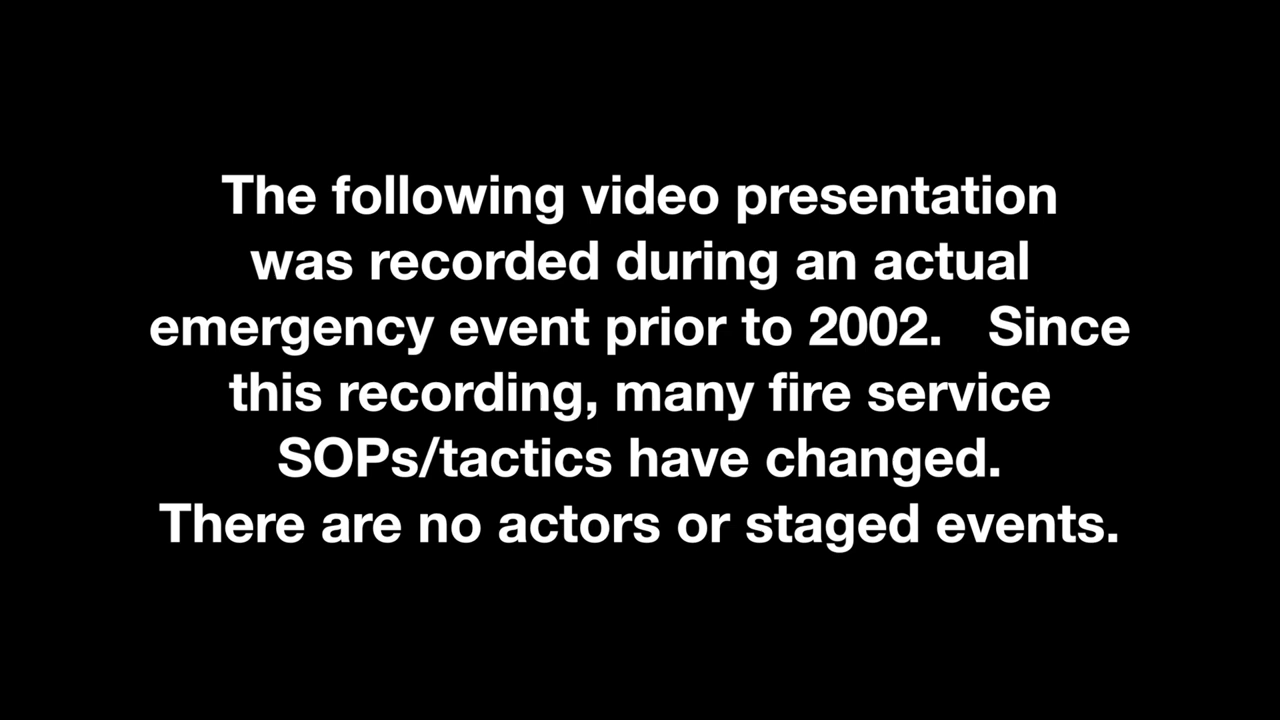 The following video presentation
was recorded during an actual
emergency event prior to 2002.   Since
this recording, many fire service
SOPs/tactics have changed.
There are no actors or staged events.